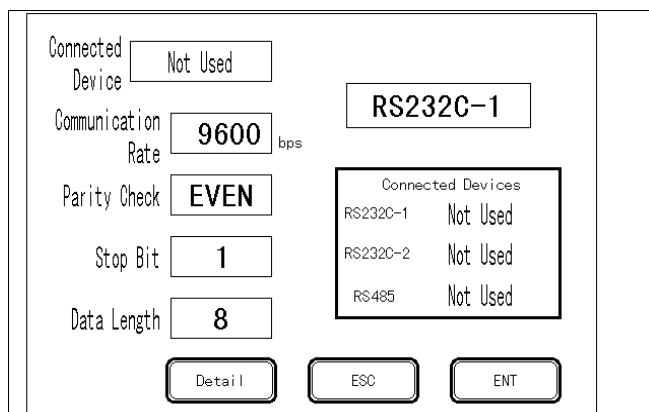 Connected
Device
Not Used
RS232C-1
Communication
Rate
9600 bps
Parity Check
EVEN
Stop Bit
1
Data Length
8
Connected Devices
RS232C-1 Not Used
RS232C-2 Not Used
RS485 Not Used
Detail
ESC
ENT